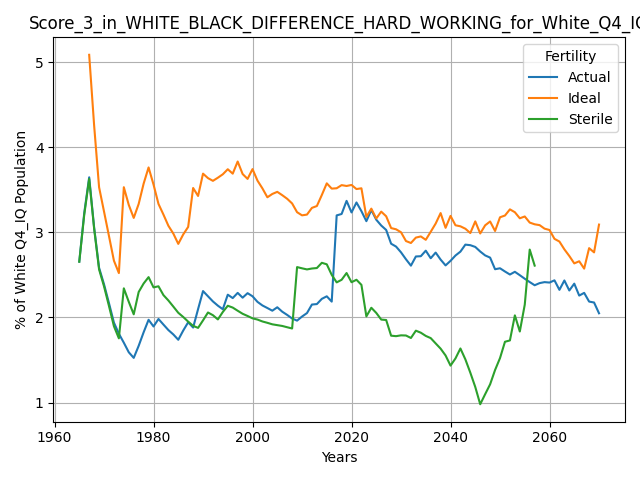 Score_3_in_WHITE_BLACK_DIFFERENCE_HARD_WORKING_for_White_Q4_IQ
Fertility
Actual
Ideal
Sterile
5
4
3
2
1
% of White Q4_IQ Population
1960
1980
2000
2020
2040
2060
Years